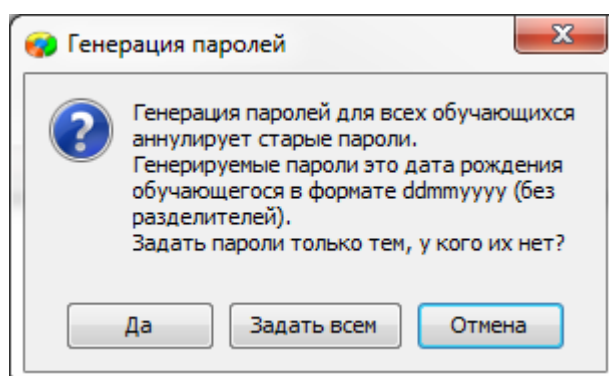 Генерация паролей
Генерация паролей для всех обучающихся
аннулирует старые пароли.
Генерируемые пароли это дата рождения
обучающегося в формате ddmmyyyy (без
разделителей).
Задать пароли только тем, у кого их нет?
Да Задать всем Отмена